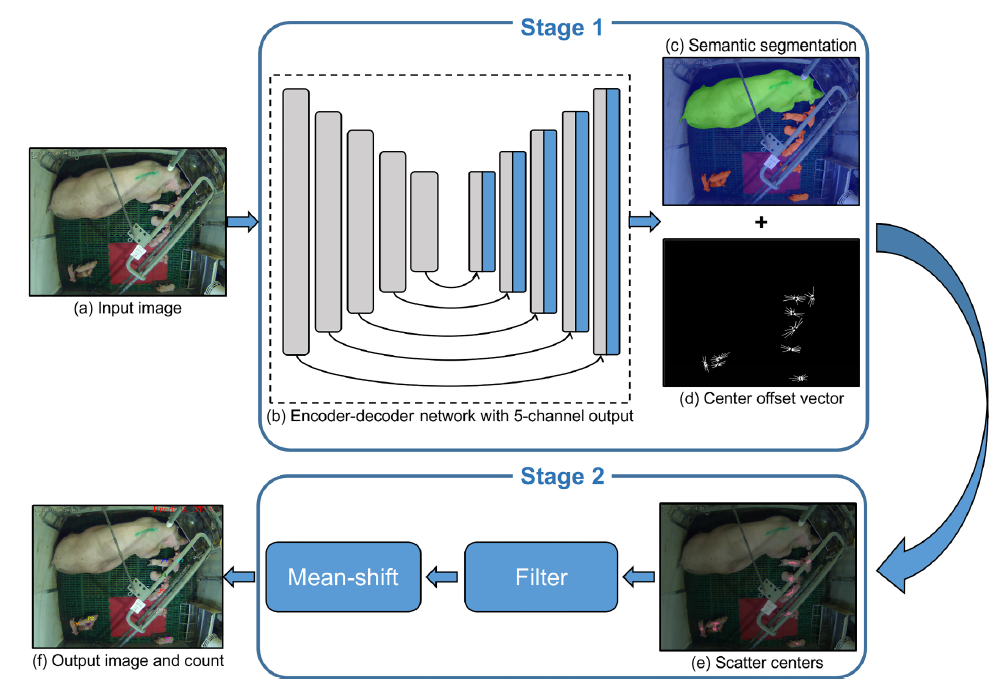 Stage 1
(c) Semantic segmentation
(a) Input image
+
(b) Encoder-decoder network with 5-channel output
(d) Center offset vector
Stage 2
Mean-shift
Filter
(f) Output image and count
(e) Scatter centers